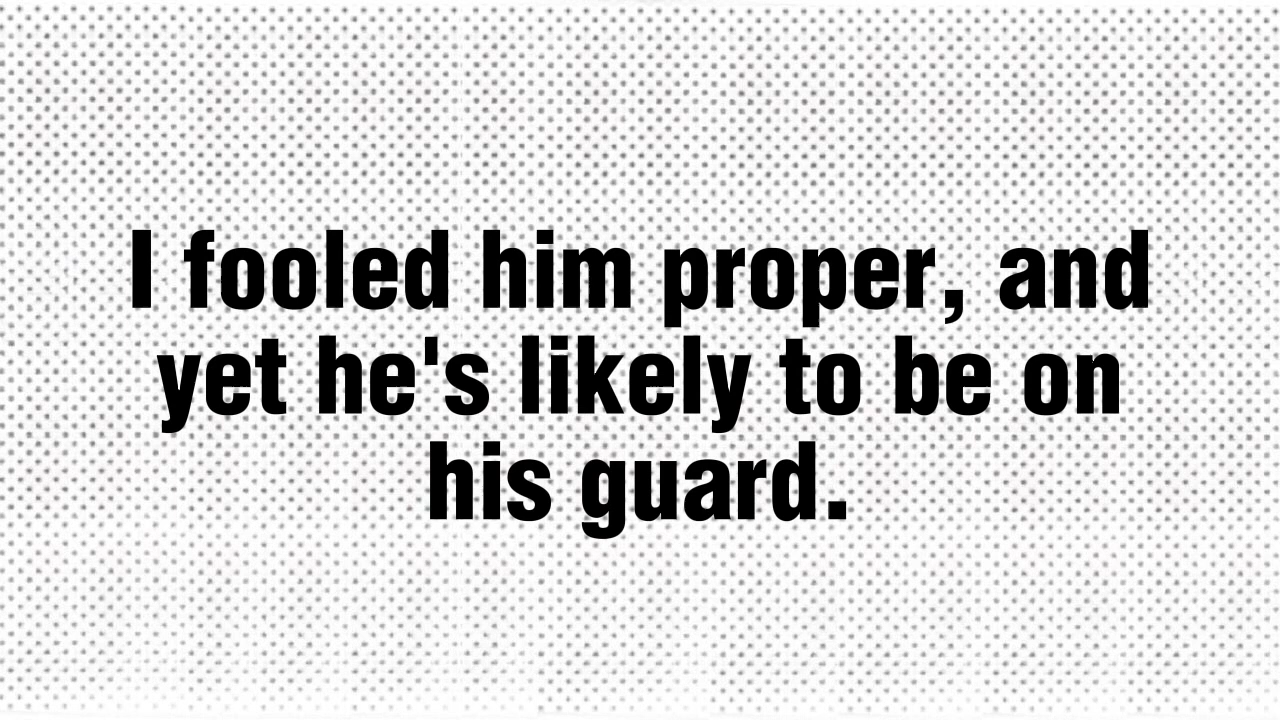 I fooled him proper, and
yet he's likely to be on
his guard.